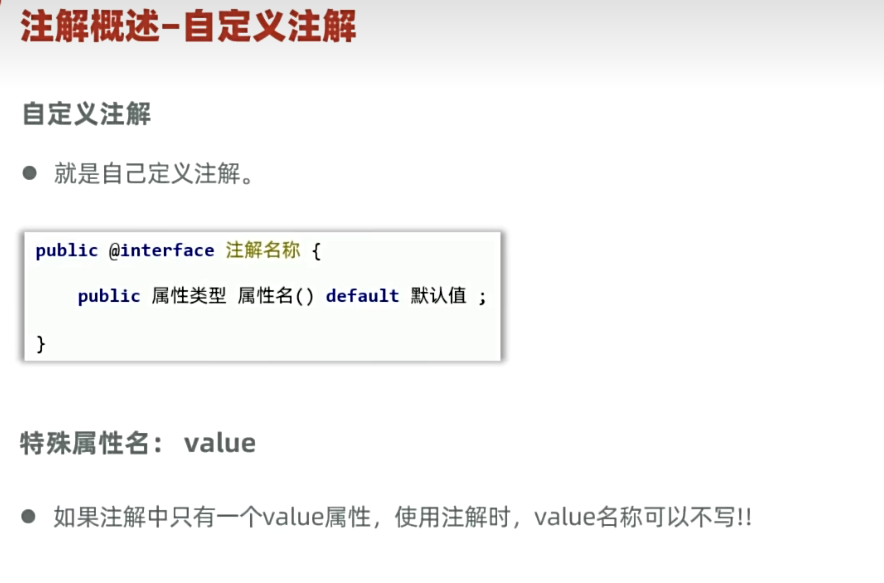 注解概述-自定义注解
自定义注解
● 就是自己定义注解。
public @interface 注解名称 {
public 属性类型 属性名() default 默认值 ;
}
特殊属性名: value
● 如果注解中只有一个value属性，使用注解时，value名称可以不写!!